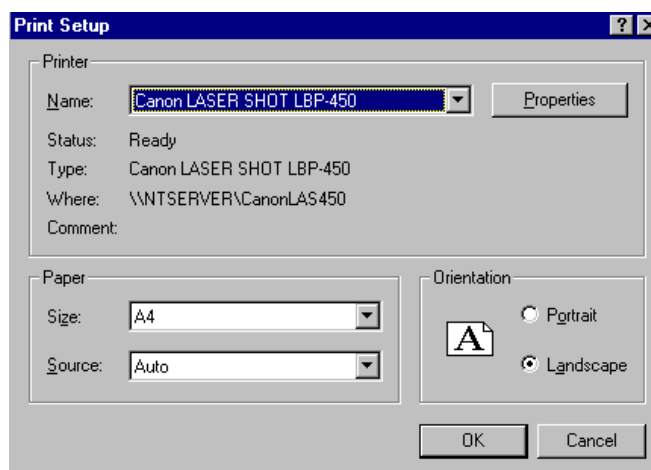 Print Setup
Printer
Name: Canon LASER SHOT LBP-450 Properties
Status: Ready
Type: Canon LASER SHOT LBP-450
Where: \\NTSERVER\CanonLAS450
Comment:
Paper Orientation
Size: A4 Portrait
A
Source: Auto Landscape
OK Cancel